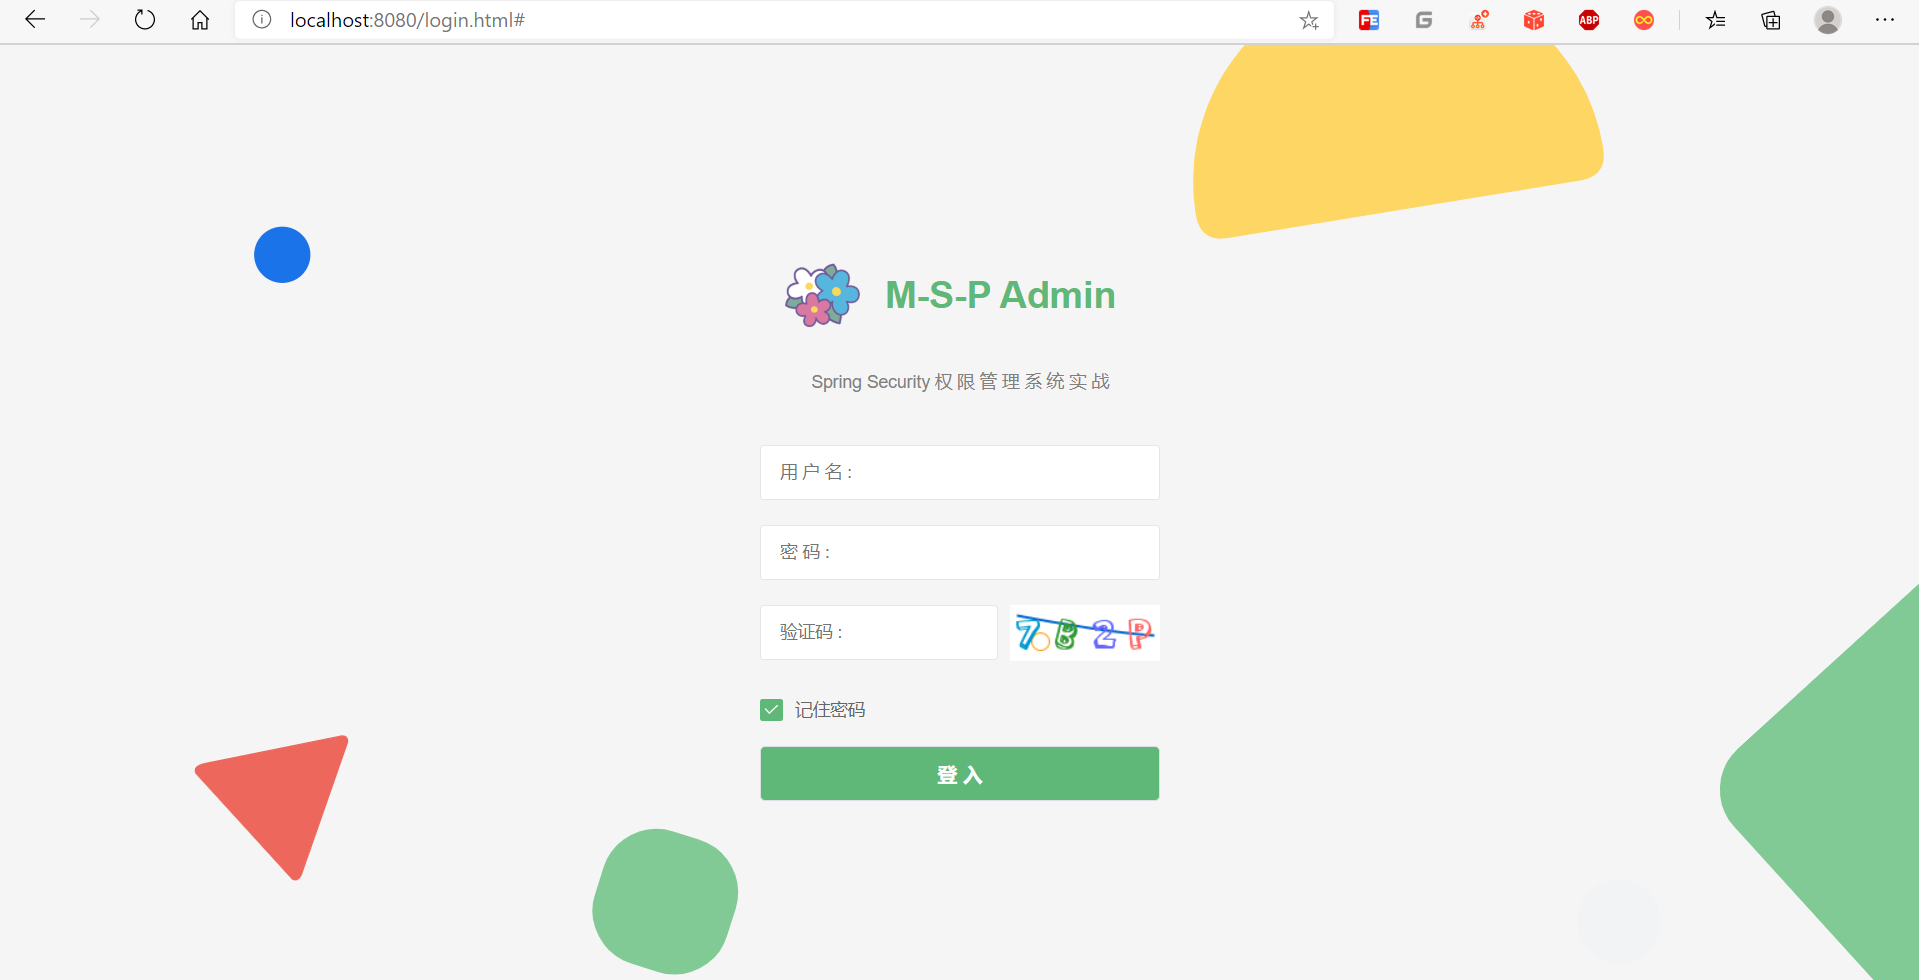 localhost:8080/login.html#
FE
G
ABP
M-S-P Admin
Spring Security 权限管理系统实战
用户名:
密码:
验证码:
7B2P
记住密码
登入